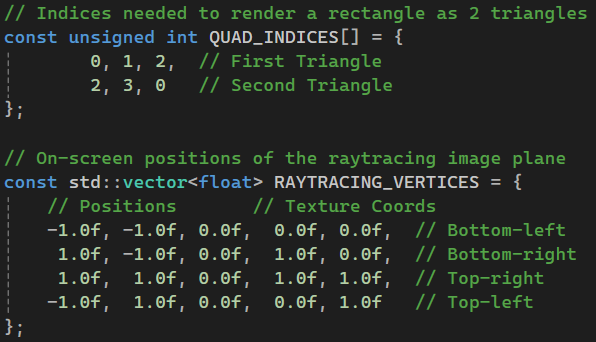 // Indices needed to render a rectangle as 2 triangles
const unsigned int QUAD_INDICES[] = {
        0, 1, 2,  // First Triangle
        2, 3, 0   // Second Triangle
};

// On-screen positions of the raytracing image plane
const std::vector<float> RAYTRACING_VERTICES = {
    // Positions       // Texture Coords
    -1.0f, -1.0f, 0.0f,  0.0f, 0.0f,  // Bottom-left
     1.0f, -1.0f, 0.0f,  1.0f, 0.0f,  // Bottom-right
     1.0f,  1.0f, 0.0f,  1.0f, 1.0f,  // Top-right
    -1.0f,  1.0f, 0.0f,  0.0f, 1.0f   // Top-left
};